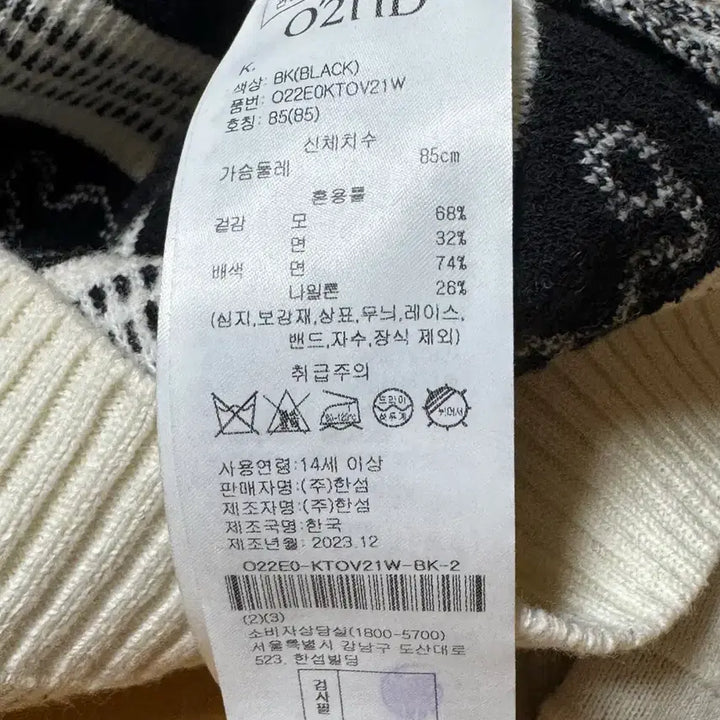 O2ND
K.
색상: BK(BLACK)
품번: O22E0KTOV21W
호칭: 85(85)
신체치수
가슴둘레 85cm
혼용률
겉감 모 68%
면 32%
배색 면 74%
나일론 26%
(심지,보강재,상표,무늬,레이스,
밴드,자수,장식 제외)
취급주의
80~120℃ 드라이 석유계
사용연령:14세 이상
판매자명:(주)한섬
제조자명:(주)한섬
제조국명:한국
제조년월: 2023.12
O22E0-KTOV21W-BK-2
(2)(3)
소비자상담실(1800-5700)
서울특별시 강남구 도산대로
523. 한섬빌딩
검사필